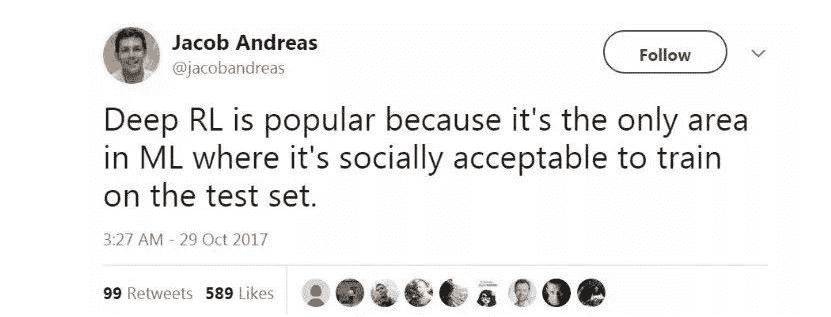 Jacob Andreas
@jacobandreas
Follow
Deep RL is popular because it's the only area
in ML where it's socially acceptable to train
on the test set.
3:27 AM - 29 Oct 2017
99 Retweets 589 Likes